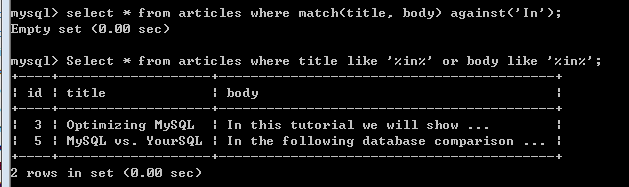 mysql> select * from articles where match(title, body) against('In');
Empty set (0.00 sec)
mysql> Select * from articles where title like '%in%' or body like '%in%';
+----+-------------------+------------------------------------------+
| id | title             | body                                     |
+----+-------------------+------------------------------------------+
|  3 | Optimizing MySQL  | In this tutorial we will show ...        |
|  5 | MySQL vs. YourSQL | In the following database comparison ... |
+----+-------------------+------------------------------------------+
2 rows in set (0.00 sec)